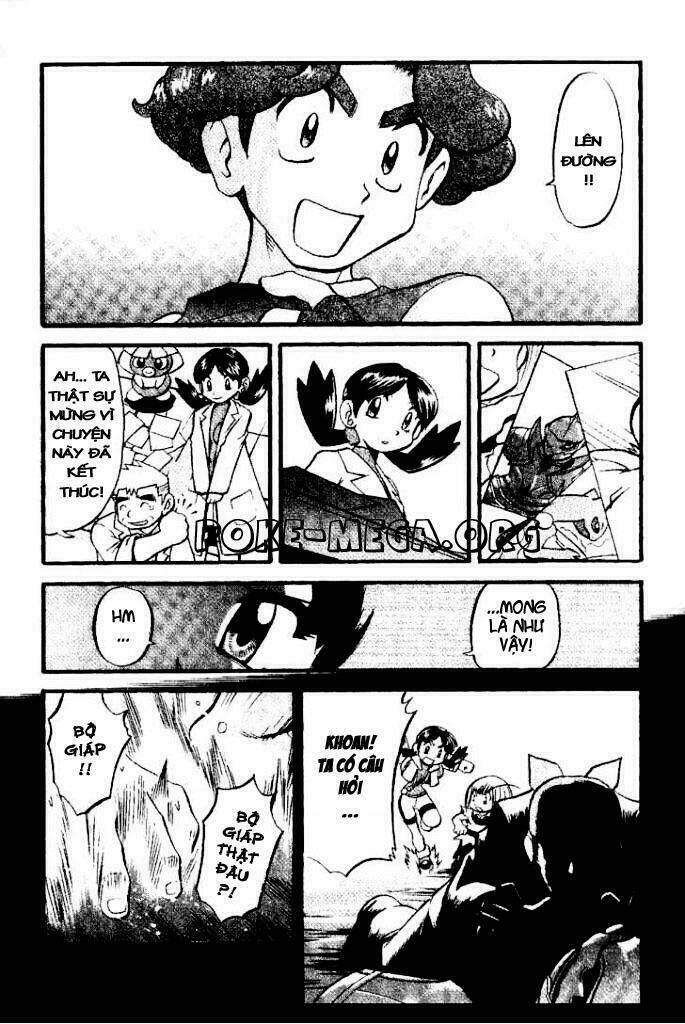 LÊN
ĐƯỜNG
!!
AH... TA
THẬT SỰ
MỪNG VÌ
CHUYỆN
NÀY ĐÃ
KẾT
THÚC!
POKE-MEGA.ORG
HM
...
...MONG
LÀ NHƯ
VẬY!
BỘ
GIÁP
!!
BỘ
GIÁP
THẬT
ĐÂU
?!
KHOAN!
TA CÓ CÂU
HỎI
...